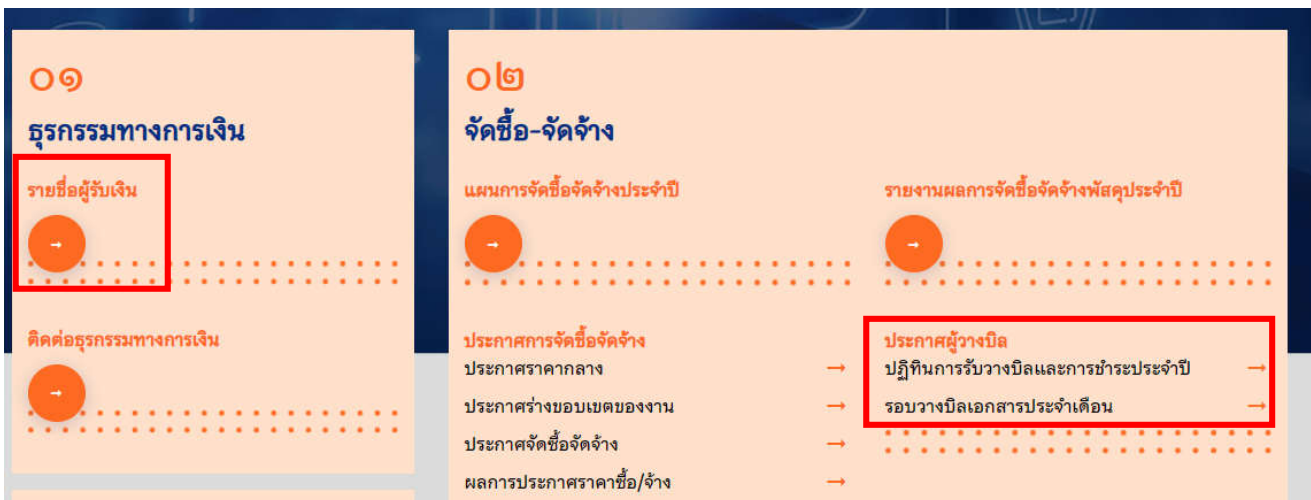 ๐๑
ธุรกรรมทางการเงิน
รายชื่อผู้รับเงิน
→
ติดต่อธุรกรรมทางการเงิน
→
๐๒
จัดซื้อ-จัดจ้าง
แผนการจัดซื้อจัดจ้างประจำปี
→
รายงานผลการจัดซื้อจัดจ้างพัสดุประจำปี
→
ประกาศการจัดซื้อจัดจ้าง
ประกาศราคากลาง →
ประกาศร่างขอบเขตของงาน →
ประกาศจัดซื้อจัดจ้าง →
ผลการประกาศราคาซื้อ/จ้าง →
ประกาศผู้วางบิล
ปฏิทินการรับวางบิลและการชำระประจำปี →
รอบวางบิลเอกสารประจำเดือน →